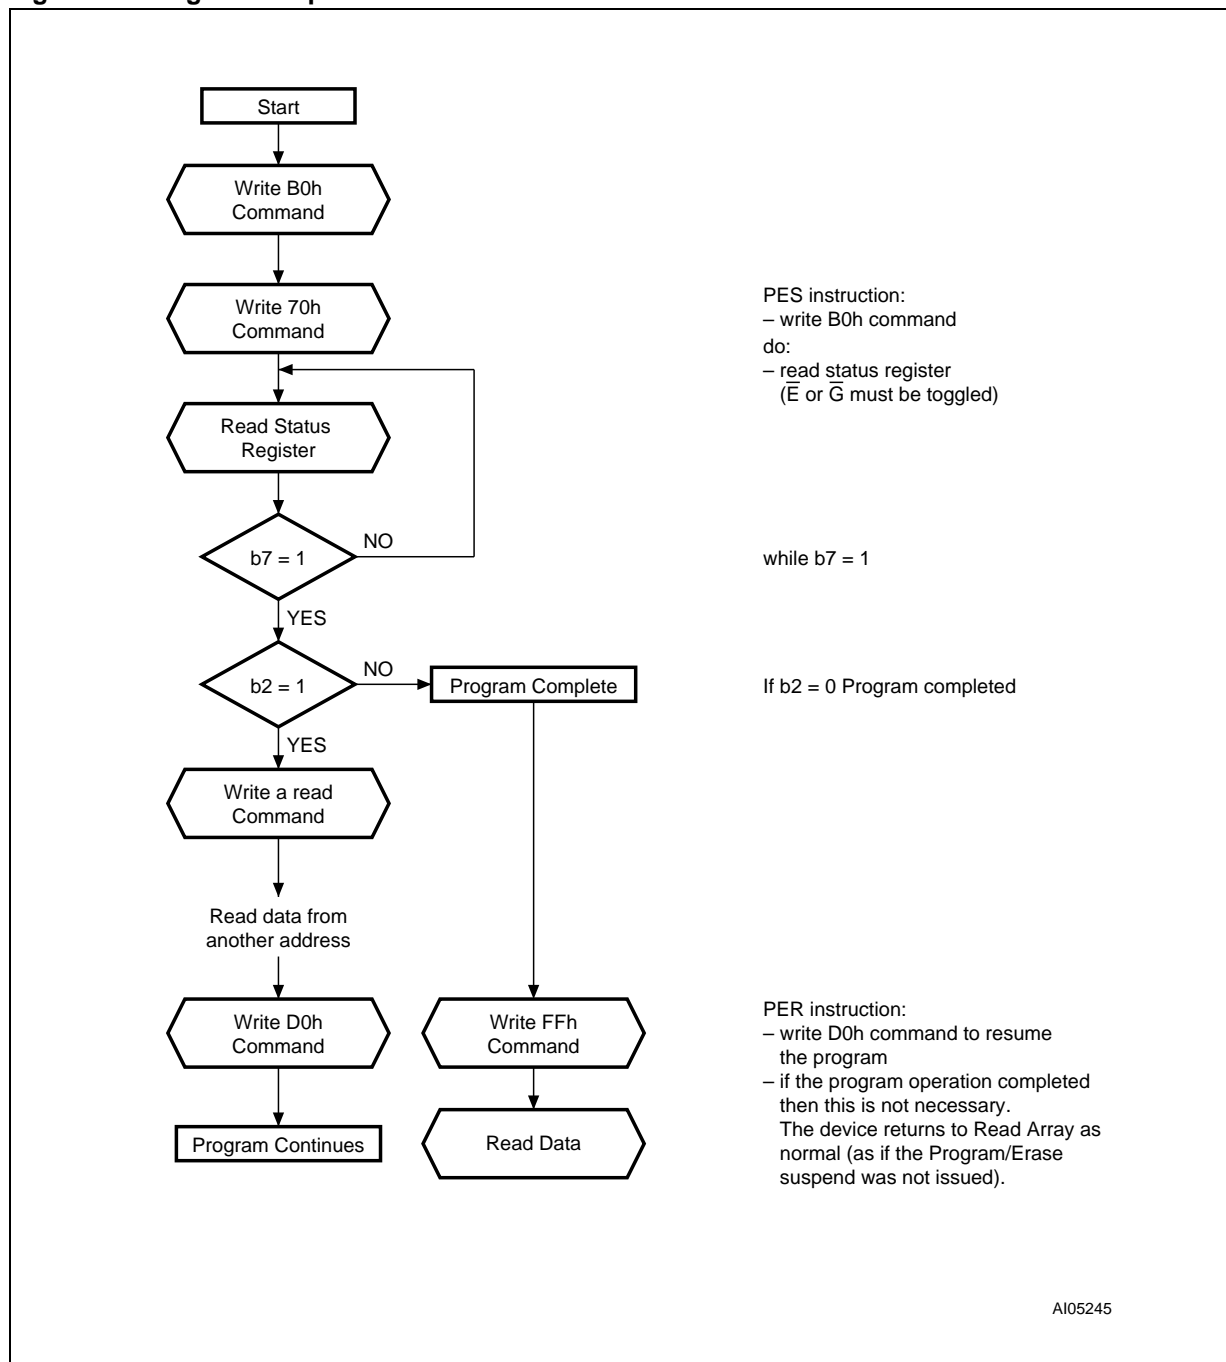 Start
Write B0h
Command
Write 70h
Command
PES instruction:
– write B0h command
do:
– read status register
(E̅ or G̅ must be toggled)
Read Status
Register
b7 = 1
NO
while b7 = 1
YES
b2 = 1
NO
Program Complete
If b2 = 0 Program completed
YES
Write a read
Command
Read data from
another address
Write D0h
Command
Write FFh
Command
PER instruction:
– write D0h command to resume
the program
– if the program operation completed
then this is not necessary.
The device returns to Read Array as
normal (as if the Program/Erase
suspend was not issued).
Program Continues
Read Data
AI05245